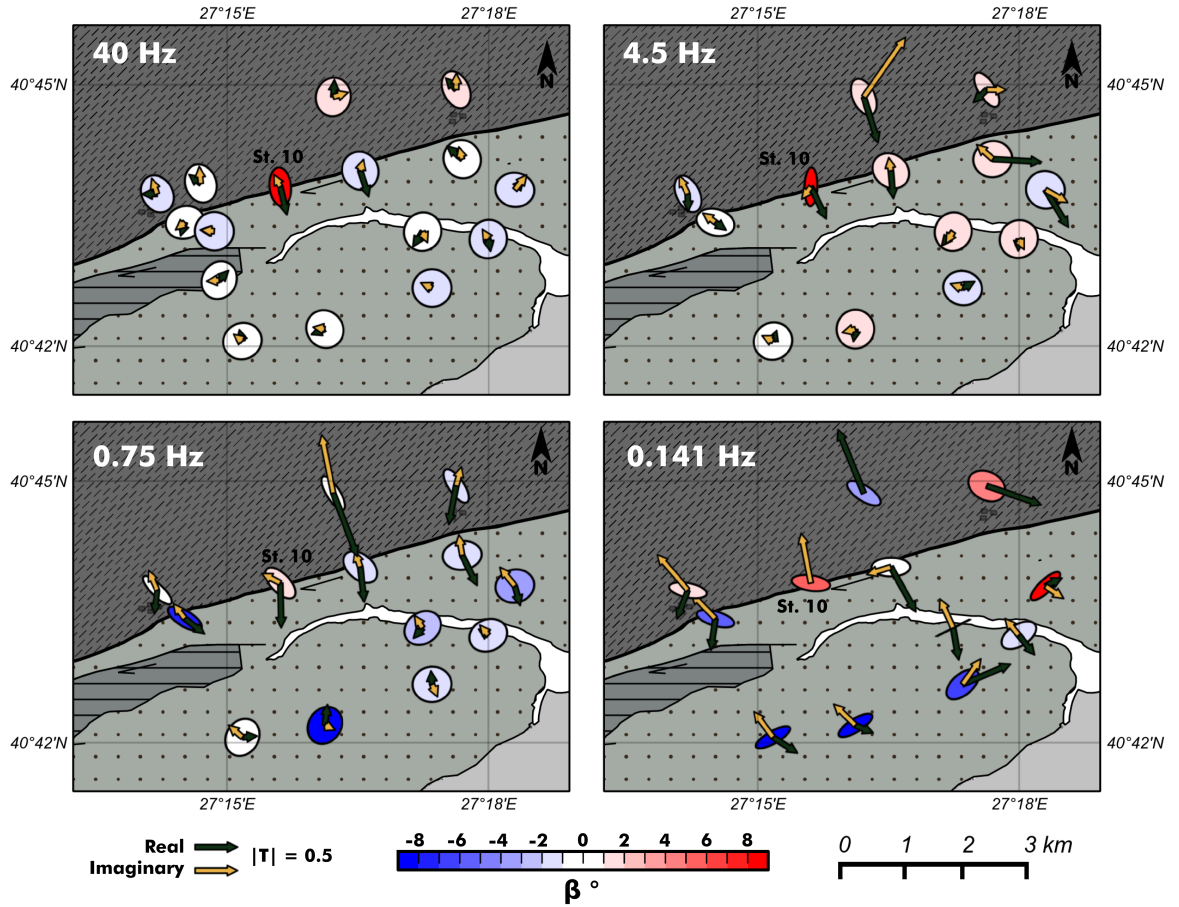 27°15'E 27°18'E 27°15'E 27°18'E
40 Hz N 4.5 Hz N
40°45'N 40°45'N
St. 10 St. 10
40°42'N 40°42'N
0.75 Hz N 0.141 Hz N
40°45'N 40°45'N
St. 10
St. 10
40°42'N 40°42'N
27°15'E 27°18'E 27°15'E 27°18'E
Real
Imaginary
|T| = 0.5
-8 -6 -4 -2 0 2 4 6 8
β °
0 1 2 3 km